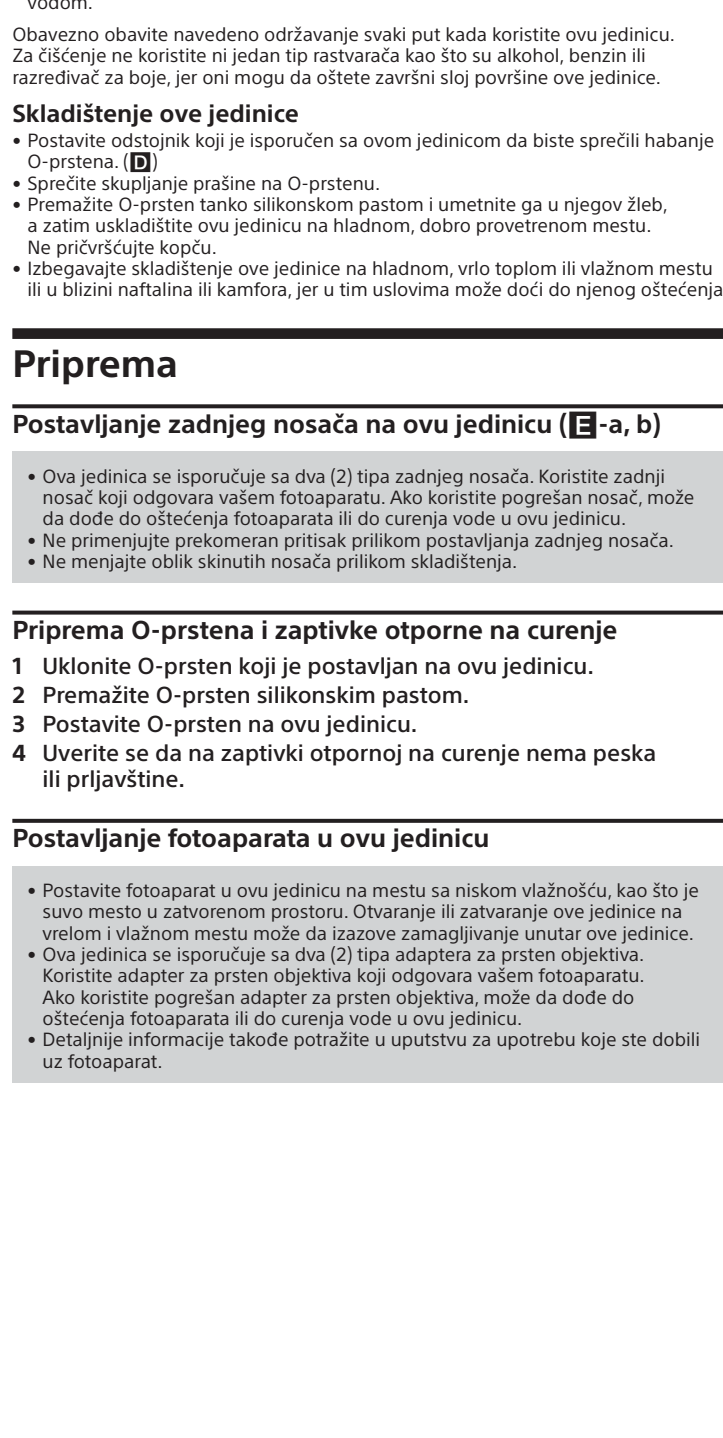 vodom.
Obavezno obavite navedeno održavanje svaki put kada koristite ovu jedinicu.
Za čišćenje ne koristite ni jedan tip rastvarača kao što su alkohol, benzin ili
razređivač za boje, jer oni mogu da oštete završni sloj površine ove jedinice.
Skladištenje ove jedinice
• Postavite odstojnik koji je isporučen sa ovom jedinicom da biste sprečili habanje
O-prstena. (D)
• Sprečite skupljanje prašine na O-prstenu.
• Premažite O-prsten tanko silikonskom pastom i umetnite ga u njegov žleb,
a zatim uskladištite ovu jedinicu na hladnom, dobro provetrenom mestu.
Ne pričvršćujte kopču.
• Izbegavajte skladištenje ove jedinice na hladnom, vrlo toplom ili vlažnom mestu
ili u blizini naftalina ili kamfora, jer u tim uslovima može doći do njenog oštećenja
Priprema
Postavljanje zadnjeg nosača na ovu jedinicu (E-a, b)
• Ova jedinica se isporučuje sa dva (2) tipa zadnjeg nosača. Koristite zadnji
nosač koji odgovara vašem fotoaparatu. Ako koristite pogrešan nosač, može
da dođe do oštećenja fotoaparata ili do curenja vode u ovu jedinicu.
• Ne primenjujte prekomeran pritisak prilikom postavljanja zadnjeg nosača.
• Ne menjajte oblik skinutih nosača prilikom skladištenja.
Priprema O-prstena i zaptivke otporne na curenje
1 Uklonite O-prsten koji je postavljan na ovu jedinicu.
2 Premažite O-prsten silikonskim pastom.
3 Postavite O-prsten na ovu jedinicu.
4 Uverite se da na zaptivki otpornoj na curenje nema peska
ili prljavštine.
Postavljanje fotoaparata u ovu jedinicu
• Postavite fotoaparat u ovu jedinicu na mestu sa niskom vlažnošću, kao što je
suvo mesto u zatvorenom prostoru. Otvaranje ili zatvaranje ove jedinice na
vrelom i vlažnom mestu može da izazove zamagljivanje unutar ove jedinice.
• Ova jedinica se isporučuje sa dva (2) tipa adaptera za prsten objektiva.
Koristite adapter za prsten objektiva koji odgovara vašem fotoaparatu.
Ako koristite pogrešan adapter za prsten objektiva, može da dođe do
oštećenja fotoaparata ili do curenja vode u ovu jedinicu.
• Detaljnije informacije takođe potražite u uputstvu za upotrebu koje ste dobili
uz fotoaparat.